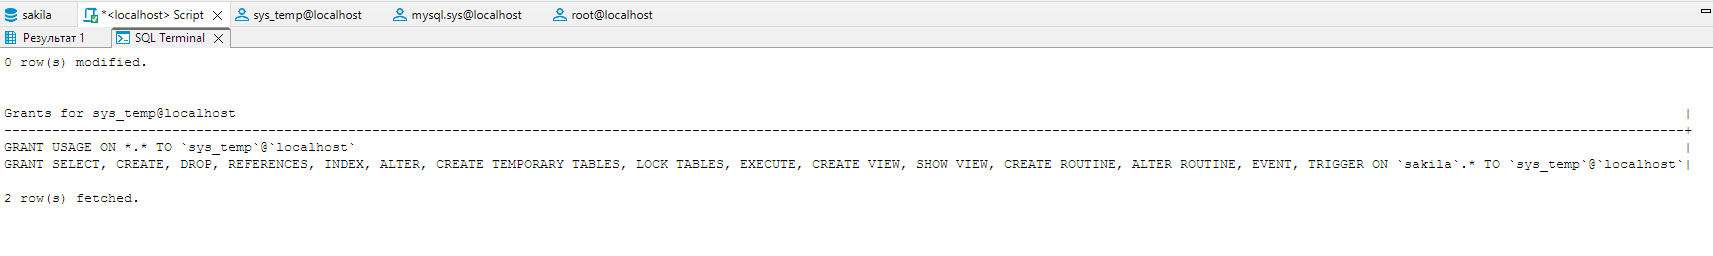 sakila *<localhost> Script sys_temp@localhost mysql.sys@localhost root@localhost
Результат 1 SQL Terminal
0 row(s) modified.
Grants for sys_temp@localhost |
--------------------------------------------------------------------------------------------------------------------------------------------------------------------------------------------------------------------+
GRANT USAGE ON *.* TO `sys_temp`@`localhost` |
GRANT SELECT, CREATE, DROP, REFERENCES, INDEX, ALTER, CREATE TEMPORARY TABLES, LOCK TABLES, EXECUTE, CREATE VIEW, SHOW VIEW, CREATE ROUTINE, ALTER ROUTINE, EVENT, TRIGGER ON `sakila`.* TO `sys_temp`@`localhost`|
2 row(s) fetched.